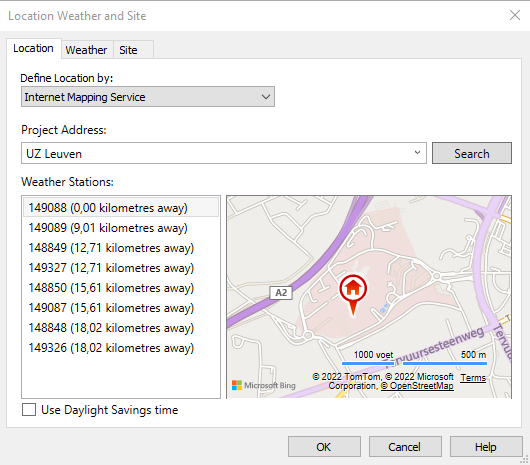 Location Weather and Site
Location Weather Site
Define Location by:
Internet Mapping Service
Project Address:
UZ Leuven
Search
Weather Stations:
149088 (0,00 kilometres away)
149089 (9,01 kilometres away)
148849 (12,71 kilometres away)
149327 (12,71 kilometres away)
148850 (15,61 kilometres away)
149087 (15,61 kilometres away)
148848 (18,02 kilometres away)
149326 (18,02 kilometres away)
A2
1000 voet 500 m
Tervuursesteenweg
Tervuu
Microsoft Bing
© 2022 TomTom, © 2022 Microsoft
Corporation, © OpenStreetMap
Terms
Use Daylight Savings time
OK Cancel Help